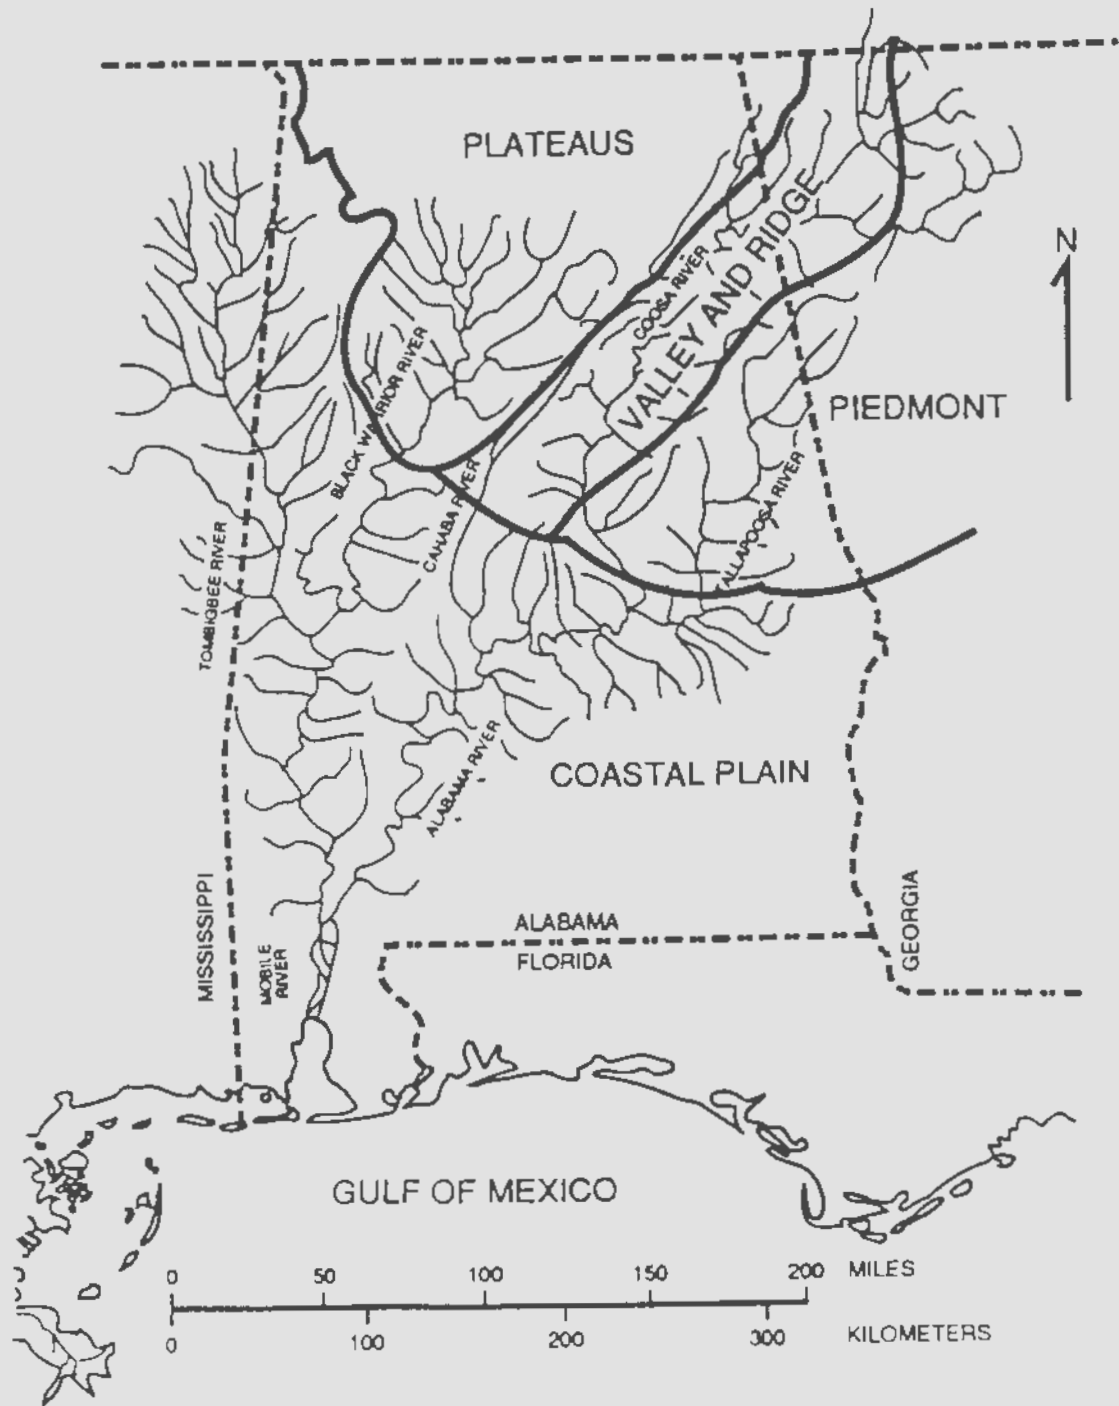 PLATEAUS
N
COOSA RIVER
VALLEY AND RIDGE
BLACK WARRIOR RIVER
PIEDMONT
CAHABA RIVER
TALLAPOOSA RIVER
TOMBIGBEE RIVER
ALABAMA RIVER
COASTAL PLAIN
MISSISSIPPI
MOBILE
RIVER
ALABAMA
FLORIDA
GEORGIA
GULF OF MEXICO
0 50 100 150 200 MILES
0 100 200 300 KILOMETERS